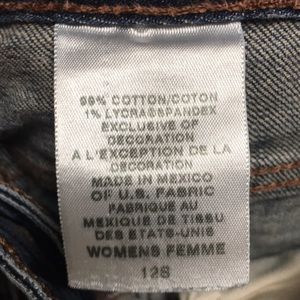 99% COTTON/COTON
1% LYCRA®SPANDEX
EXCLUSIVE OF
DECORATION
A L'EXCEPTION DE LA
DECORATION
MADE IN MEXICO
OF U.S. FABRIC
FABRIQUE AU
MEXIQUE DE TISSU
DES ETATS-UNIS
WOMENS FEMME
12S